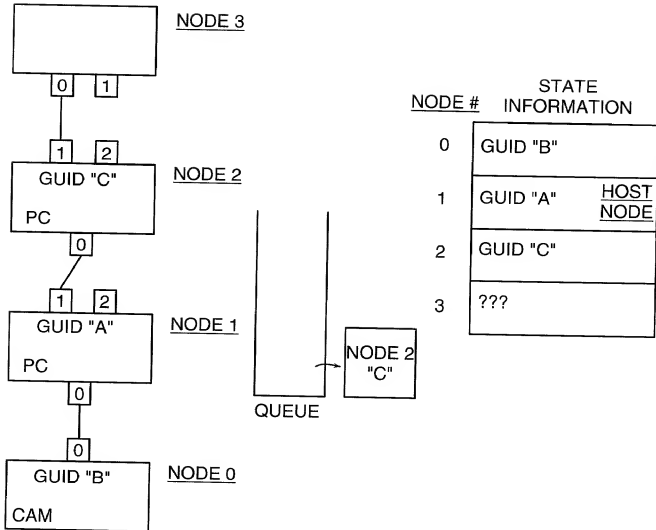 NODE 3
0 1
1 2
GUID "C"
PC
NODE 2
0
1 2
GUID "A"
PC
NODE 1
0
0
GUID "B"
CAM
NODE 0
QUEUE
NODE 2
"C"
NODE #
STATE
INFORMATION
0 GUID "B"
1 GUID "A" HOST
NODE
2 GUID "C"
3 ???